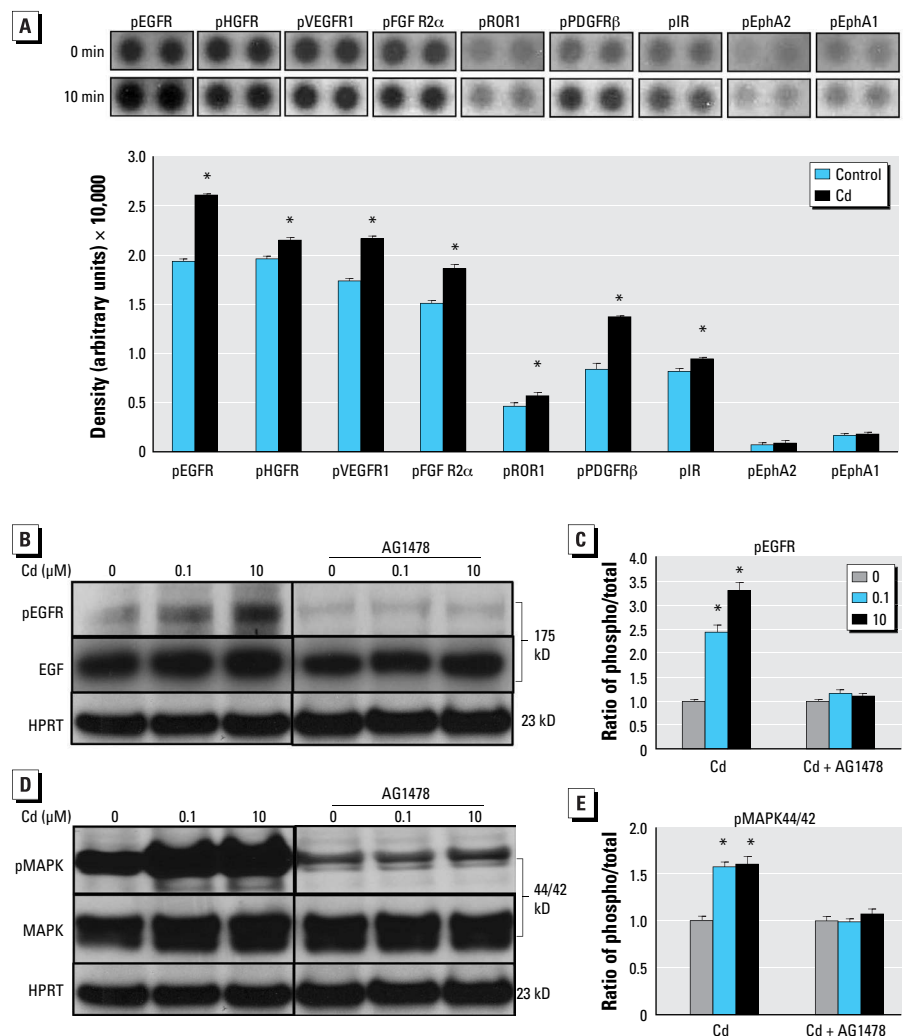 A
pEGFR pHGFR pVEGFR1 pFGF R2α pROR1 pPDGFRβ pIR pEphA2 pEphA1
0 min
10 min
Density (arbitrary units) × 10,000
3.0
2.5
2.0
1.5
1.0
0.5
0
Control
Cd
* * * * * * *
pEGFR pHGFR pVEGFR1 pFGF R2α pROR1 pPDGFRβ pIR pEphA2 pEphA1
B
AG1478
Cd (µM) 0 0.1 10 0 0.1 10
pEGFR
EGF
175
kD
HPRT
23 kD
C
pEGFR
Ratio of phospho/total
4.0
3.5
3.0
2.5
2.0
1.5
1.0
0.5
0
0
0.1
10
* *
Cd Cd + AG1478
D
AG1478
Cd (µM) 0 0.1 10 0 0.1 10
pMAPK
MAPK
44/42
kD
HPRT
23 kD
E
pMAPK44/42
Ratio of phospho/total
2.0
1.5
1.0
0.5
0
* *
Cd Cd + AG1478